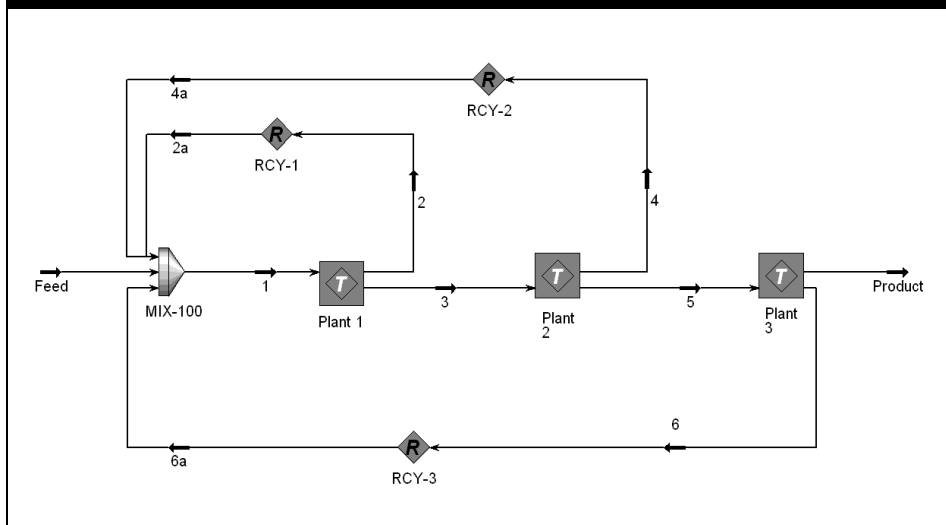 R
RCY-2
4a
R
RCY-1
2a
2
4
Feed
MIX-100
1
T
Plant 1
3
T
Plant
2
5
T
Plant
3
Product
6
6a
R
RCY-3